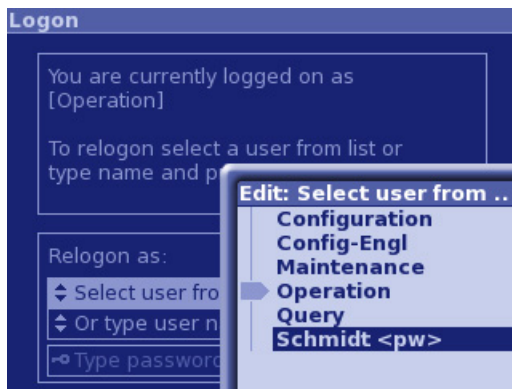 Logon
You are currently logged on as
[Operation]
To relogon select a user from list or
type name and p
Relogon as:
Select user fro
Or type user n
Type password
Edit: Select user from ..
Configuration
Config-Engl
Maintenance
Operation
Query
Schmidt <pw>